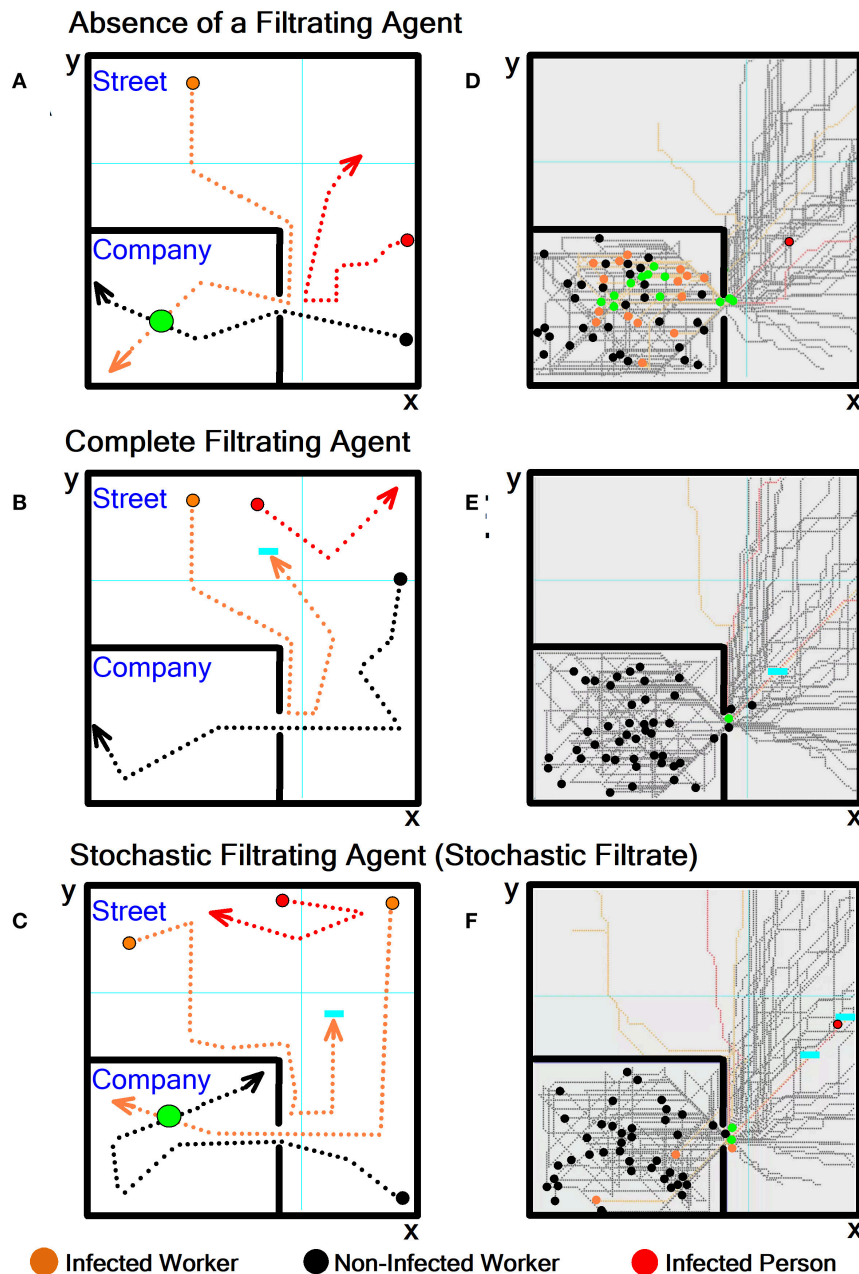 Absence of a Filtrating Agent
A
y
Street
Company
x
D
y
x
Complete Filtrating Agent
B
y
Street
Company
x
E
y
x
Stochastic Filtrating Agent (Stochastic Filtrate)
C
y
Street
Company
x
F
y
x
Infected Worker Non-Infected Worker Infected Person